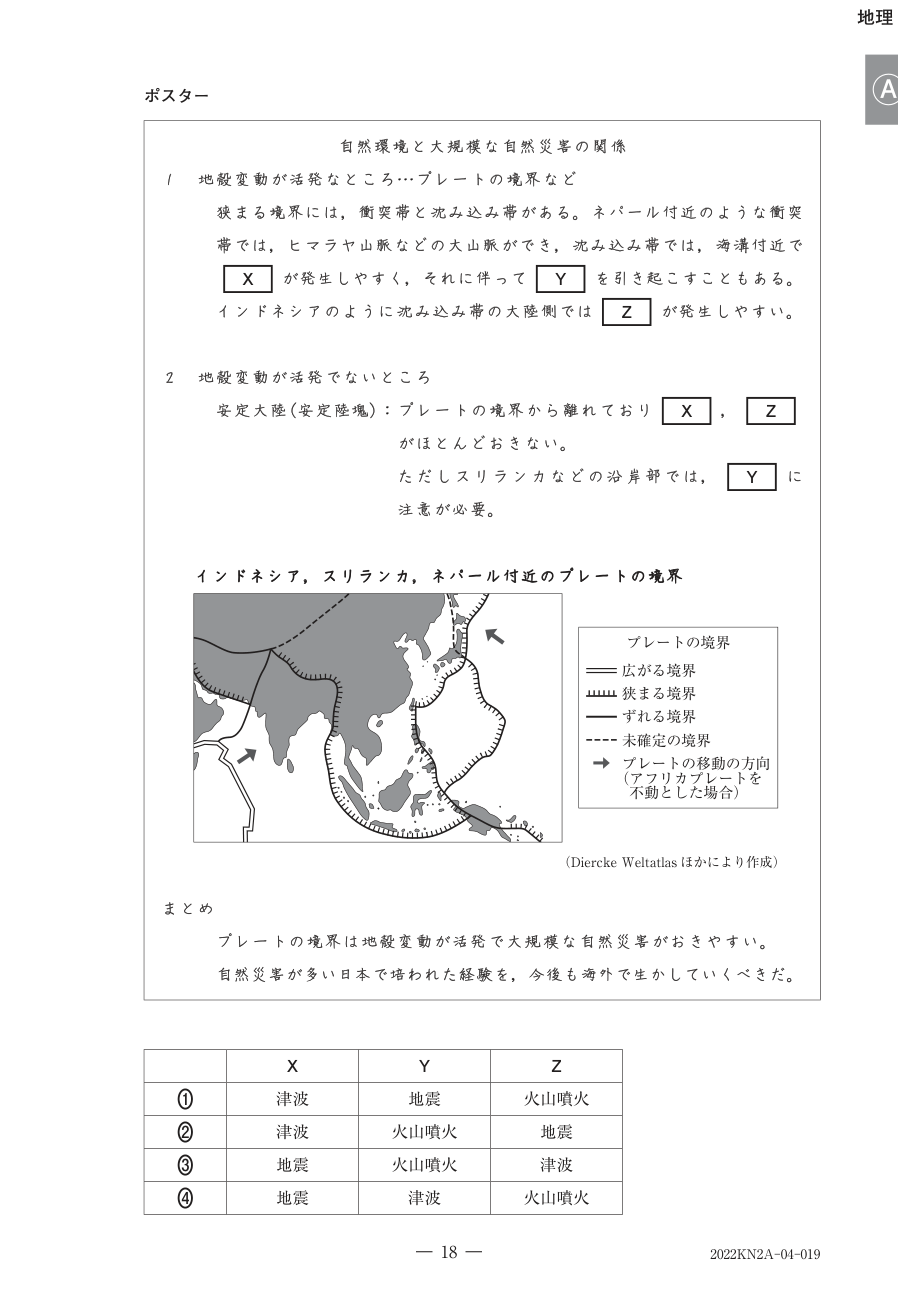 地理
Ⓐ
ポスター
自然環境と大規模な自然災害の関係
1 地殻変動が活発なところ…プレートの境界など
狭まる境界には，衝突帯と沈み込み帯がある。ネパール付近のような衝突
帯では，ヒマラヤ山脈などの大山脈ができ，沈み込み帯では，海溝付近で
X が発生しやすく，それに伴って Y を引き起こすこともある。
インドネシアのように沈み込み帯の大陸側では Z が発生しやすい。
2 地殻変動が活発でないところ
安定大陸(安定陸塊)：プレートの境界から離れており X ， Z
がほとんどおきない。
ただしスリランカなどの沿岸部では， Y に
注意が必要。
インドネシア，スリランカ，ネパール付近のプレートの境界
プレートの境界
広がる境界
狭まる境界
ずれる境界
未確定の境界
プレートの移動の方向
（アフリカプレートを
不動とした場合）
（Diercke Weltatlas ほかにより作成）
まとめ
プレートの境界は地殻変動が活発で大規模な自然災害がおきやすい。
自然災害が多い日本で培われた経験を，今後も海外で生かしていくべきだ。
X Y Z
① 津波 地震 火山噴火
② 津波 火山噴火 地震
③ 地震 火山噴火 津波
④ 地震 津波 火山噴火
— 18 —
2022KN2A-04-019